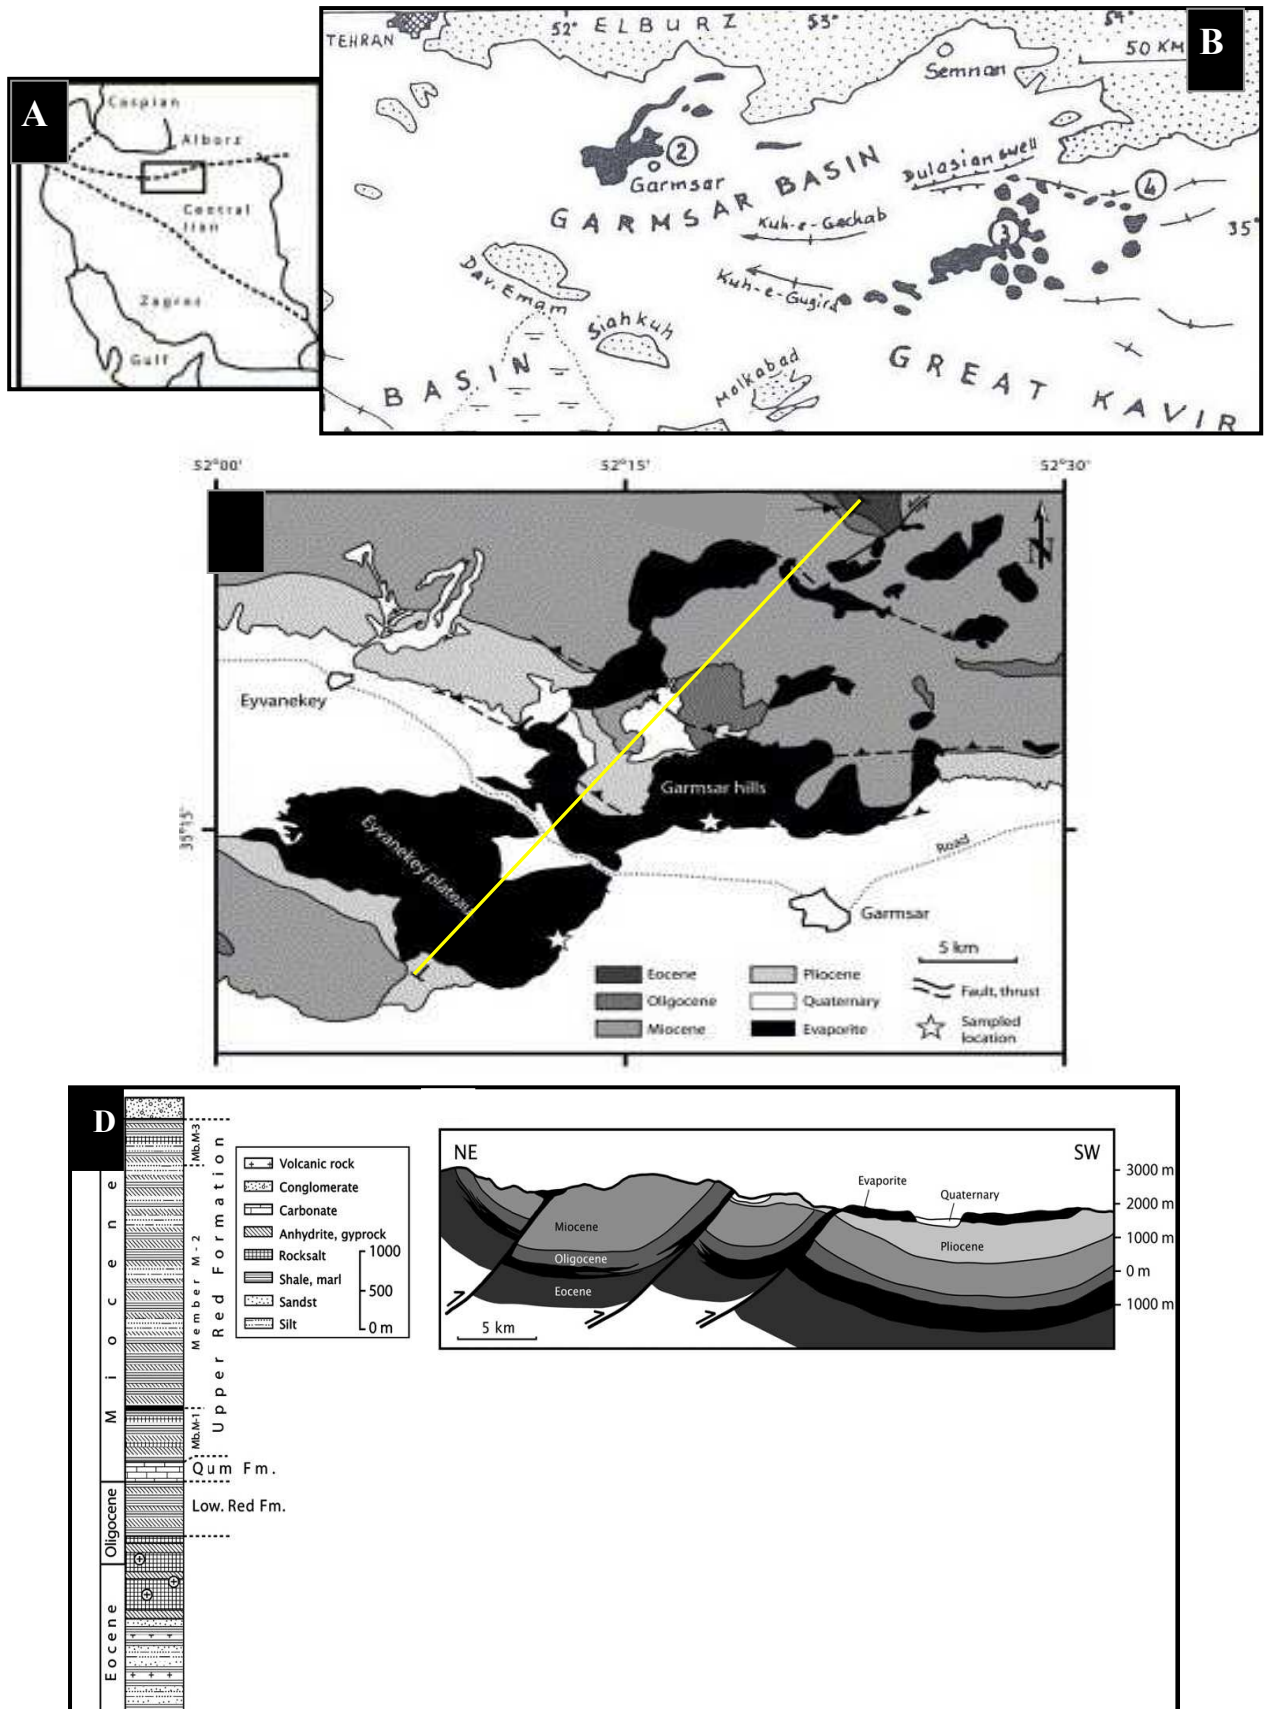 A
Caspian
Alborz
Central
Iran
Zagros
Gulf
B
TEHRAN
52°
ELBURZ
53°
54°
50 KM
Semnan
2
Garmsar
GARMSAR BASIN
Dulasian swell
4
Kuh-e-Gachab
3
35°
Kuh-e-Gugird
Dav. Emam
Siahkuh
Molkabad
BASIN
GREAT KAVIR
52°00'
52°15'
52°30'
N
Eyvanekey
Garmsar hills
35°15'
Eyvanekey plateau
Road
Garmsar
5 km
Eocene
Pliocene
Oligocene
Quaternary
Fault, thrust
Miocene
Evaporite
Sampled
location
D
Miocene
Oligocene
Eocene
Mb.M-3
Member M-2
Mb.M-1
Upper Red Formation
Qum Fm.
Low. Red Fm.
Volcanic rock
Conglomerate
Carbonate
Anhydrite, gyprock
Rocksalt
Shale, marl
Sandst
Silt
1000
500
0 m
NE
SW
Evaporite
Quaternary
Miocene
Pliocene
Oligocene
Eocene
5 km
3000 m
2000 m
1000 m
0 m
1000 m